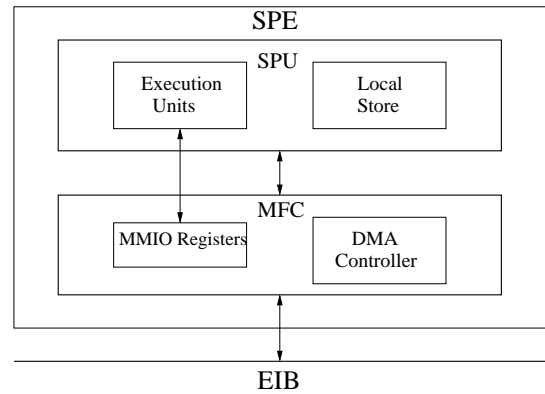 SPE
SPU
Execution
Units
Local
Store
MFC
MMIO Registers
DMA
Controller
EIB